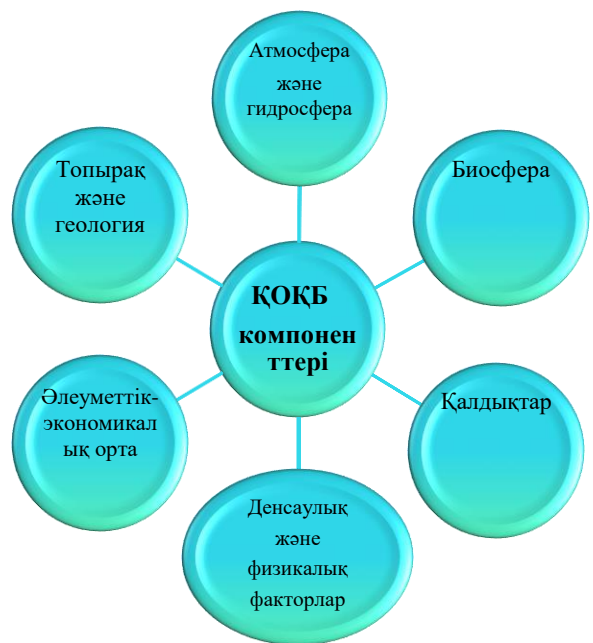 Атмосфера
және
гидросфера
Биосфера
Топырақ
және
геология
ҚОҚБ
компонен
ттері
Қалдықтар
Әлеуметтік-
экономикал
ық орта
Денсаулық
және
физикалық
факторлар